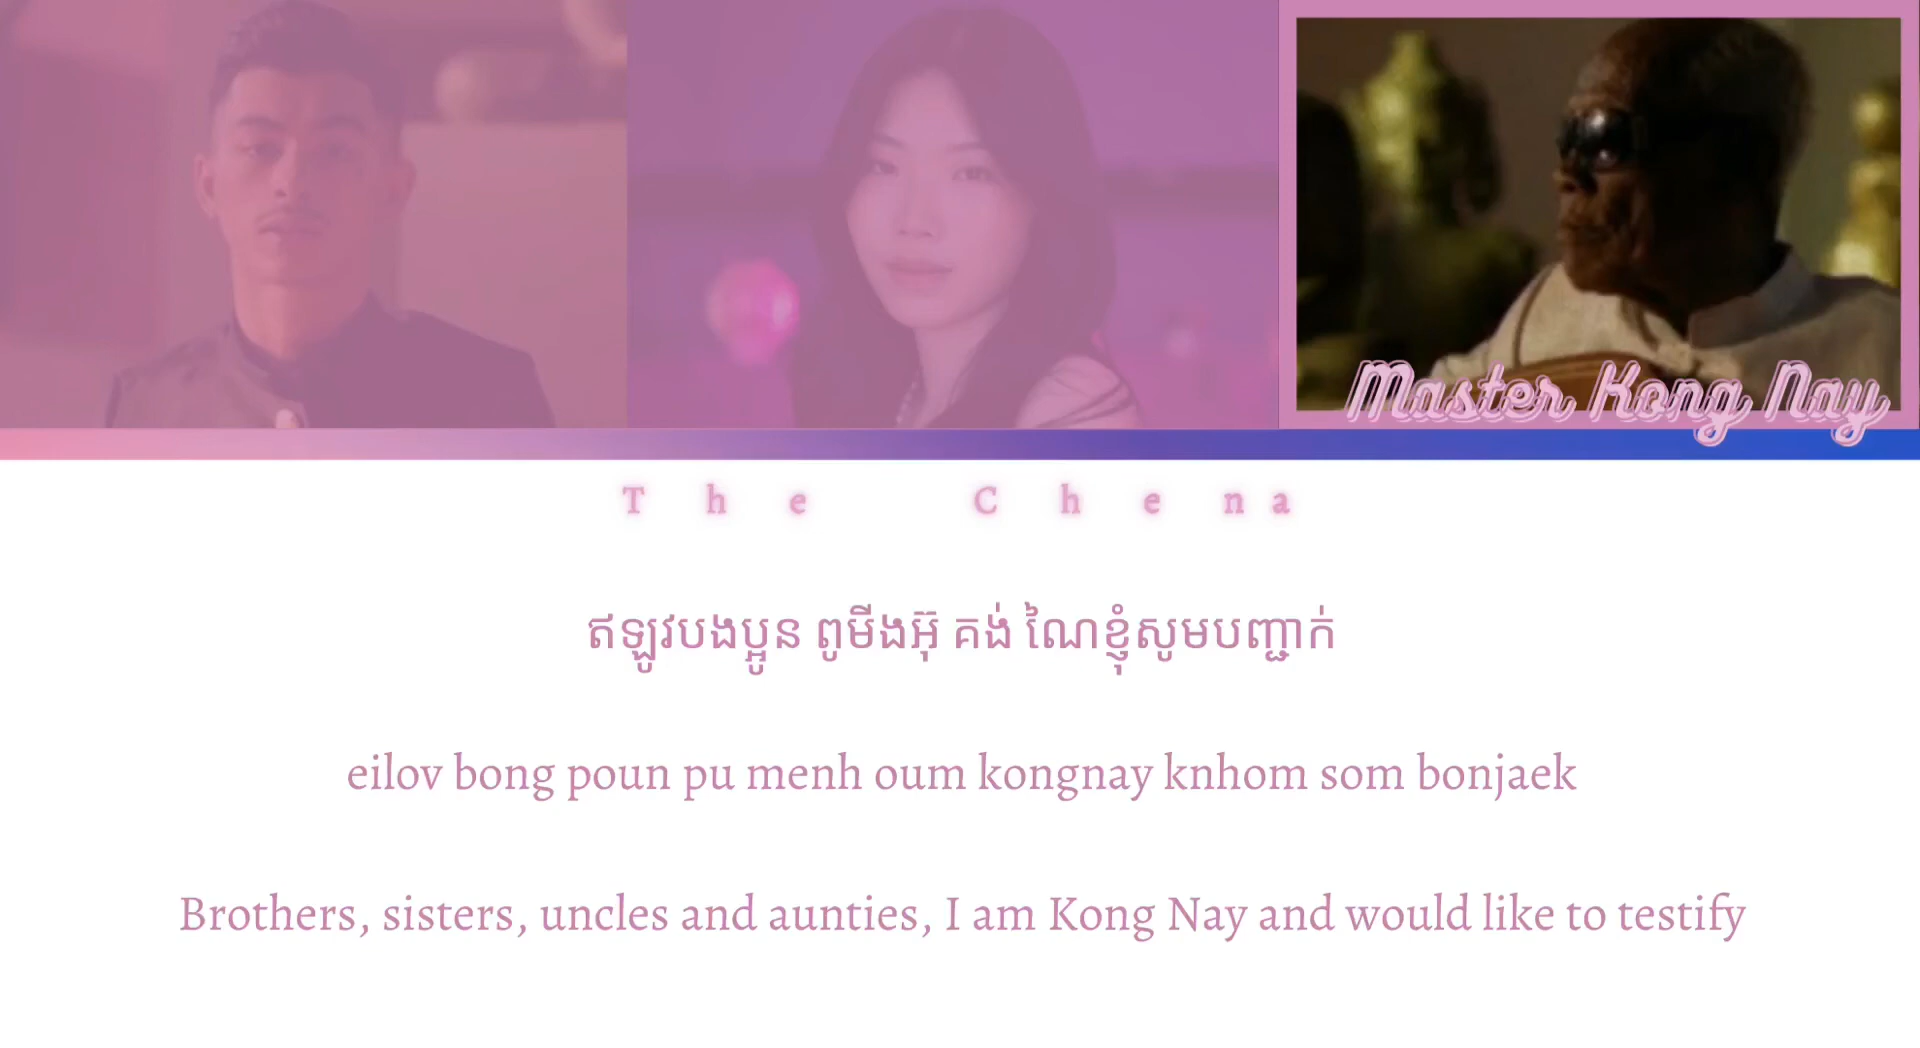 Master Kong Nay
The Chena
ឥឡូវបងប្អូន ពូមីងអ៊ុំ គង់ ណៃខ្ញុំសូមបញ្ជាក់
eilov bong poun pu menh oum kongnay knhom som bonjaek
Brothers, sisters, uncles and aunties, I am Kong Nay and would like to testify